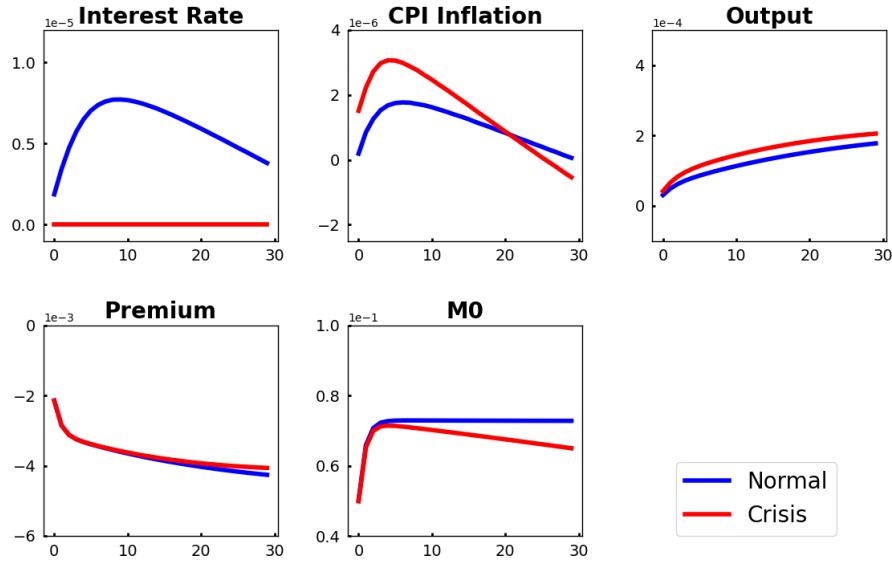 Interest Rate
1e−5
1.0
0.5
0.0
0 10 20 30
CPI Inflation
1e−6
4
2
0
−2
0 10 20 30
Output
1e−4
4
2
0
0 10 20 30
Premium
1e−3
0
−2
−4
−6
0 10 20 30
M0
1e−1
1.0
0.8
0.6
0.4
0 10 20 30
Normal
Crisis